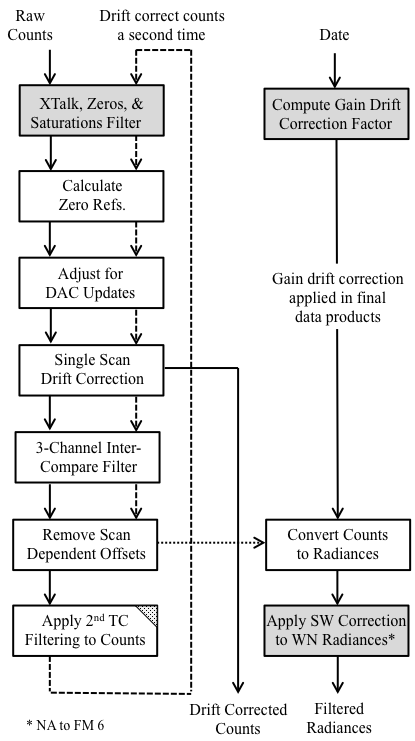 Raw
Counts
Drift correct counts
a second time
Date
XTalk, Zeros, &
Saturations Filter
Compute Gain Drift
Correction Factor
Calculate
Zero Refs.
Adjust for
DAC Updates
Gain drift correction
applied in final
data products
Single Scan
Drift Correction
3-Channel Inter-
Compare Filter
Remove Scan
Dependent Offsets
Convert Counts
to Radiances
Apply 2nd TC
Filtering to Counts
Apply SW Correction
to WN Radiances*
Drift Corrected
Counts
Filtered
Radiances
* NA to FM 6